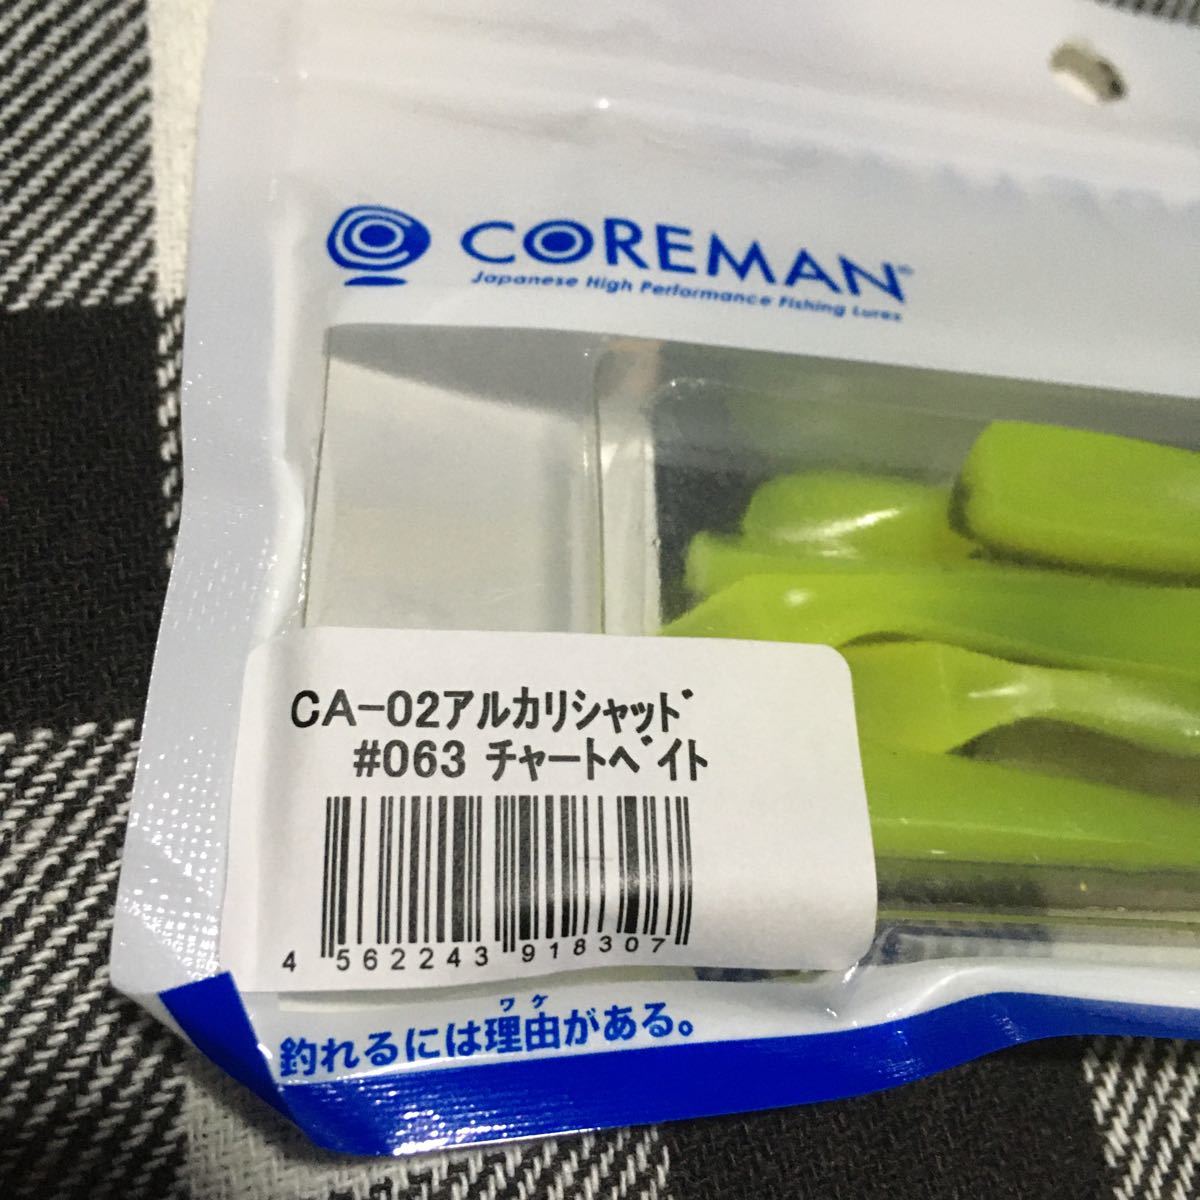 COREMAN®
Japanese High Performance Fishing Lures
CA-02アルカリシャッド
#063 チャートベイト
4 562243 918307
ワケ
釣れるには理由がある。